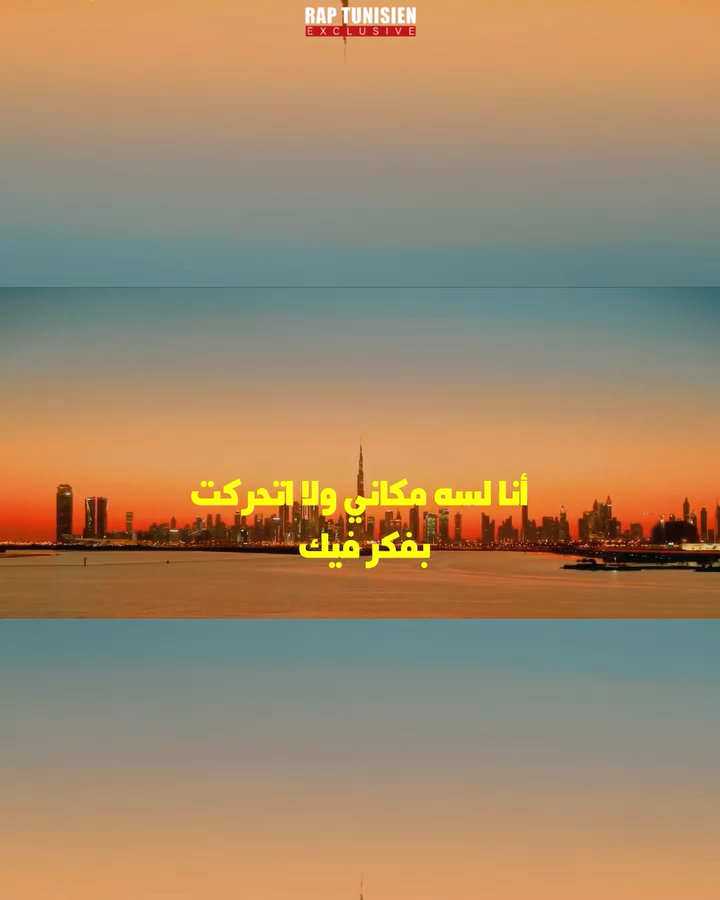 RAP TUNISIEN
EXCLUSIVE
أنا لسه مكاني ولا اتحركت
بفكر فيك